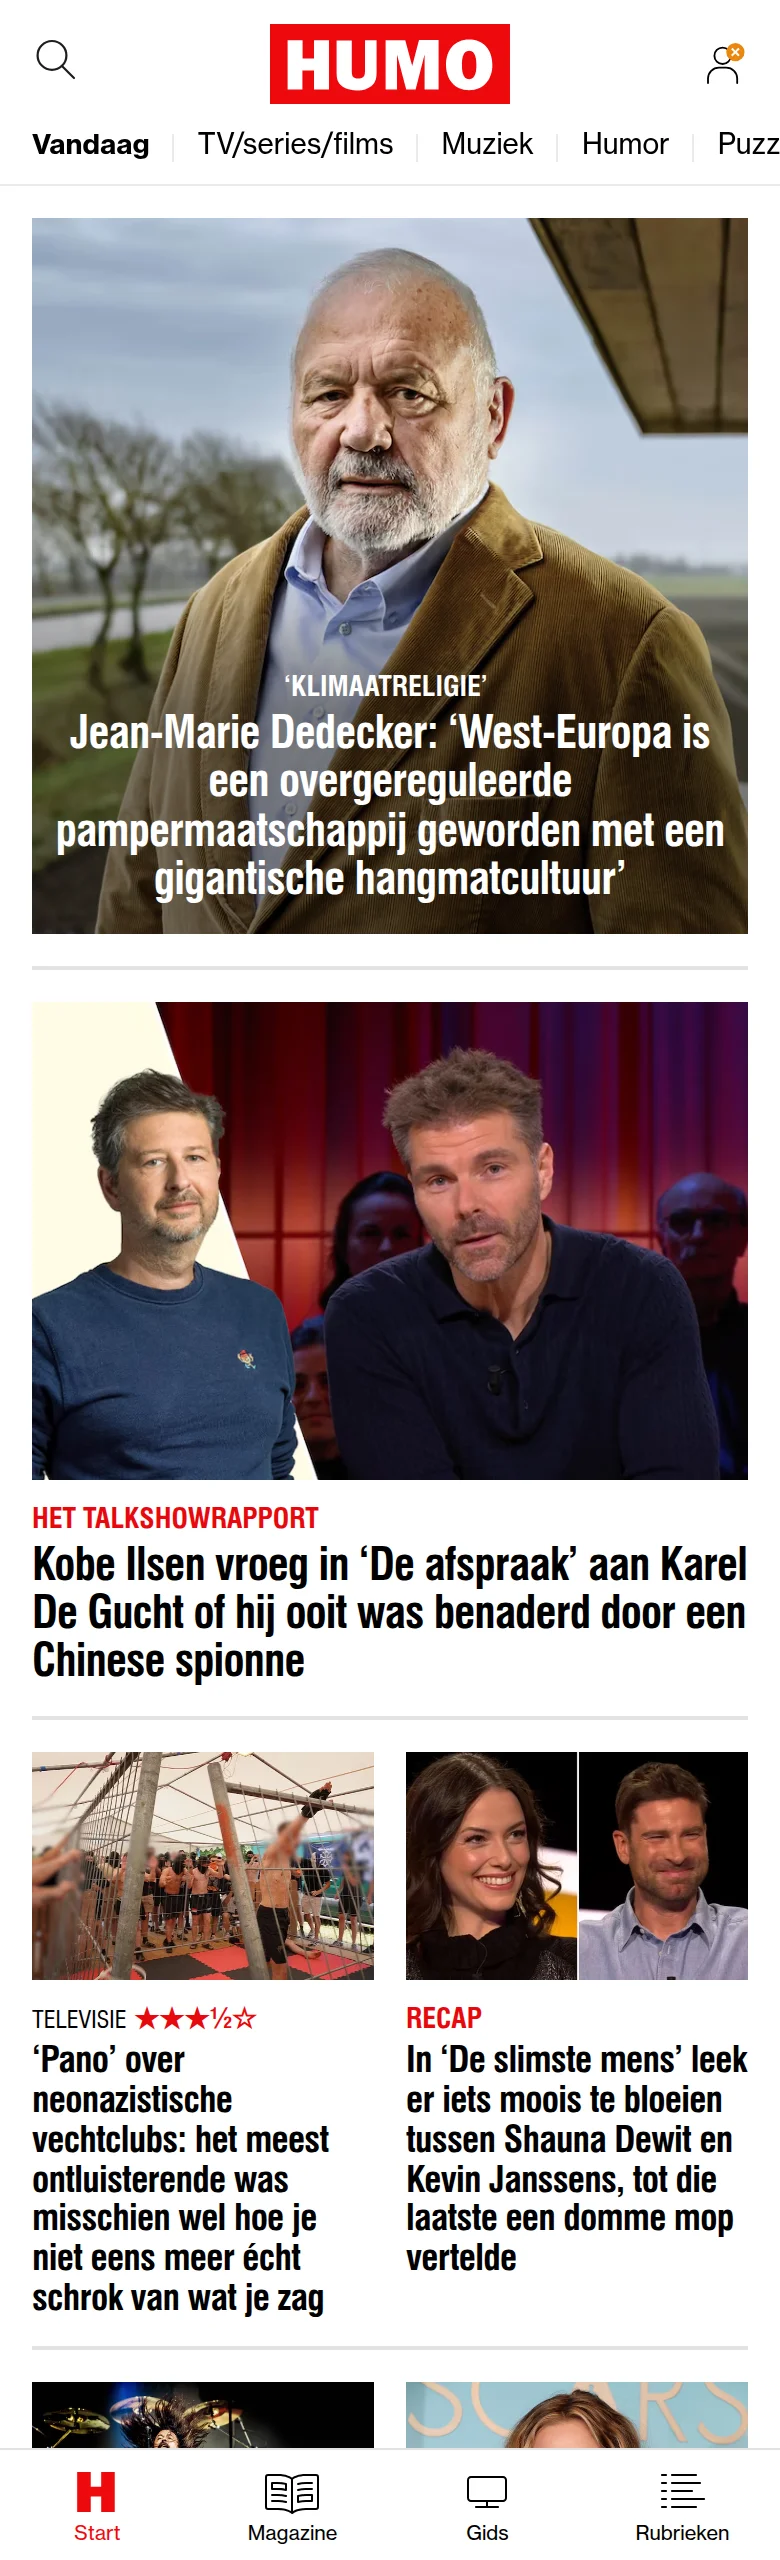 HUMO
Vandaag
TV/series/films
Muziek
Humor
Puzz
‘KLIMAATRELIGIE’
Jean-Marie Dedecker: ‘West-Europa is
een overgereguleerde
pampermaatschappij geworden met een
gigantische hangmatcultuur’
HET TALKSHOWRAPPORT
Kobe Ilsen vroeg in ‘De afspraak’ aan Karel
De Gucht of hij ooit was benaderd door een
Chinese spionne
TELEVISIE ★★★½☆
‘Pano’ over
neonazistische
vechtclubs: het meest
ontluisterende was
misschien wel hoe je
niet eens meer écht
schrok van wat je zag
RECAP
In ‘De slimste mens’ leek
er iets moois te bloeien
tussen Shauna Dewit en
Kevin Janssens, tot die
laatste een domme mop
vertelde
SCARS
H
Start
Magazine
Gids
Rubrieken